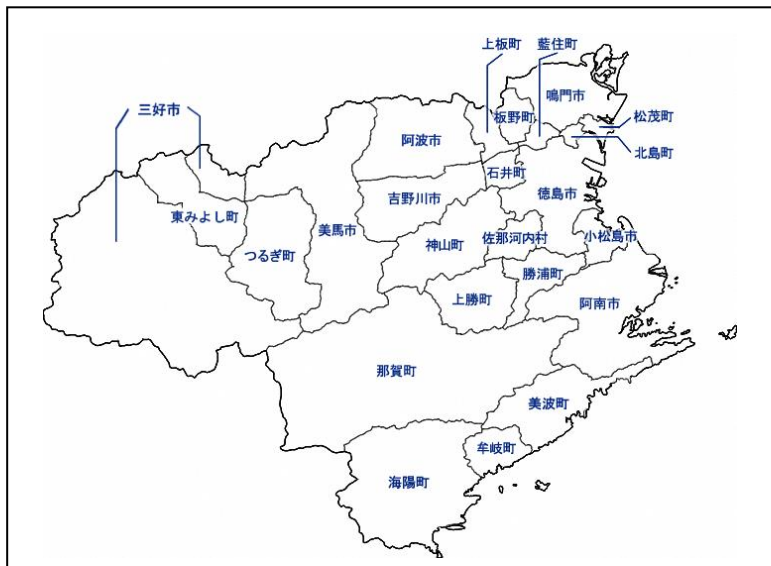 上板町
藍住町
鳴門市
三好市
板野町
松茂町
阿波市
北島町
石井町
徳島市
吉野川市
東みよし町
美馬市
つるぎ町
神山町
佐那河内村
小松島市
勝浦町
上勝町
阿南市
那賀町
美波町
牟岐町
海陽町